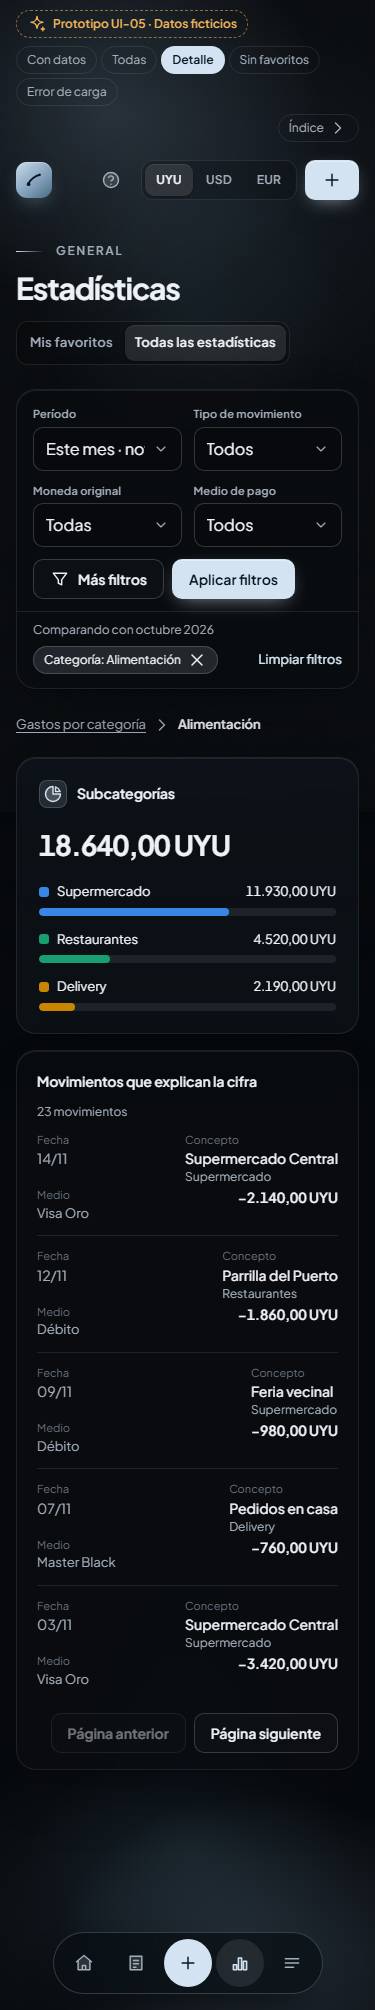 Prototipo UI-05 · Datos ficticios
Con datos
Todas
Detalle
Sin favoritos
Error de carga
Índice
UYU
USD
EUR
GENERAL
Estadísticas
Mis favoritos
Todas las estadísticas
Período
Tipo de movimiento
Este mes · no
Todos
Moneda original
Medio de pago
Todas
Todos
Más filtros
Aplicar filtros
Comparando con octubre 2026
Categoría: Alimentación
Limpiar filtros
Gastos por categoría
Alimentación
Subcategorías
18.640,00 UYU
Supermercado
11.930,00 UYU
Restaurantes
4.520,00 UYU
Delivery
2.190,00 UYU
Movimientos que explican la cifra
23 movimientos
Fecha
Concepto
14/11
Supermercado Central
Supermercado
Medio
−2.140,00 UYU
Visa Oro
Fecha
Concepto
12/11
Parrilla del Puerto
Restaurantes
Medio
−1.860,00 UYU
Débito
Fecha
Concepto
09/11
Feria vecinal
Supermercado
Medio
−980,00 UYU
Débito
Fecha
Concepto
07/11
Pedidos en casa
Delivery
Medio
−760,00 UYU
Master Black
Fecha
Concepto
03/11
Supermercado Central
Supermercado
Medio
−3.420,00 UYU
Visa Oro
Página anterior
Página siguiente